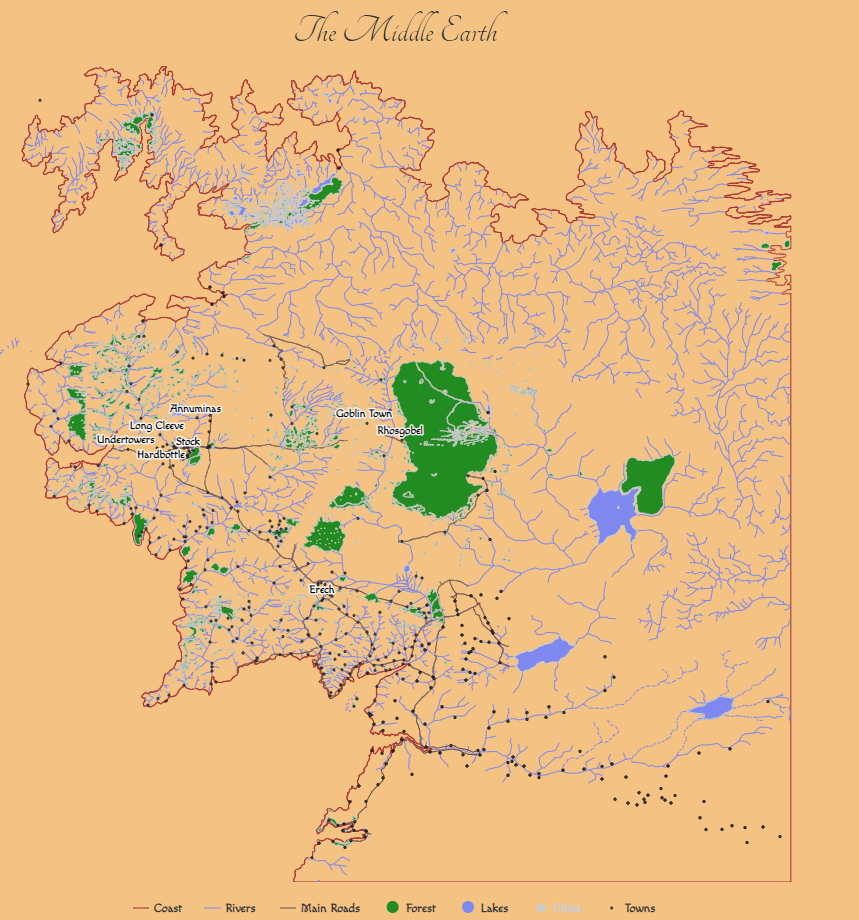 The Middle Earth
Annuminas
Goblin Town
Long Cleeve
Rhosgobel
Undertowers
Stock
Hardbottle
Erech
Coast
Rivers
Main Roads
Forest
Lakes
Cities
Towns